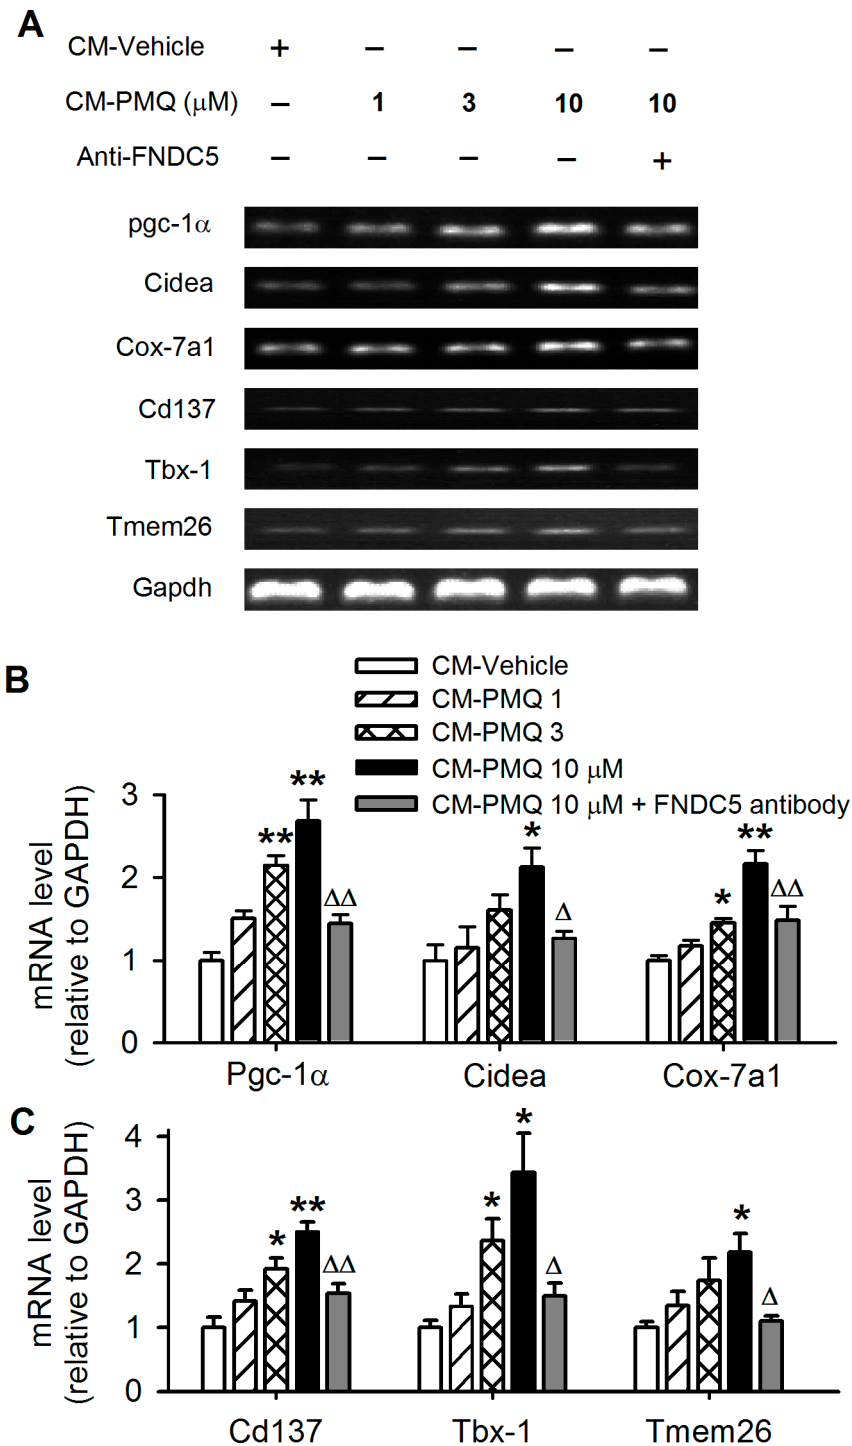 A
CM-Vehicle + – – – –
CM-PMQ (μM) – 1 3 10 10
Anti-FNDC5 – – – – +
pgc-1α
Cidea
Cox-7a1
Cd137
Tbx-1
Tmem26
Gapdh
B
CM-Vehicle
CM-PMQ 1
CM-PMQ 3
CM-PMQ 10 μM
CM-PMQ 10 μM + FNDC5 antibody
mRNA level
(relative to GAPDH)
3
2
1
0
** ** ΔΔ * Δ * ** ΔΔ
Pgc-1α Cidea Cox-7a1
C
mRNA level
(relative to GAPDH)
4
3
2
1
0
* ** ΔΔ * * Δ * Δ
Cd137 Tbx-1 Tmem26